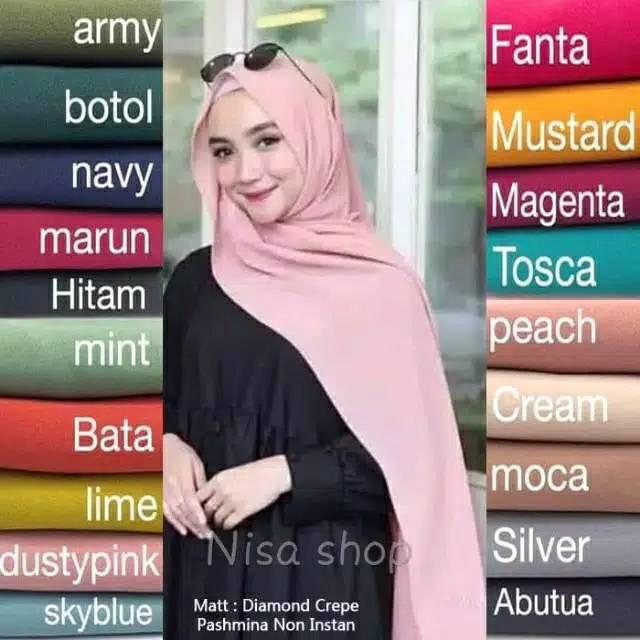 army
botol
navy
marun
Hitam
mint
Bata
lime
dustypink
skyblue
Fanta
Mustard
Magenta
Tosca
peach
Cream
moca
Silver
Abutua
Nisa shop
Matt : Diamond Crepe
Pashmina Non Instan